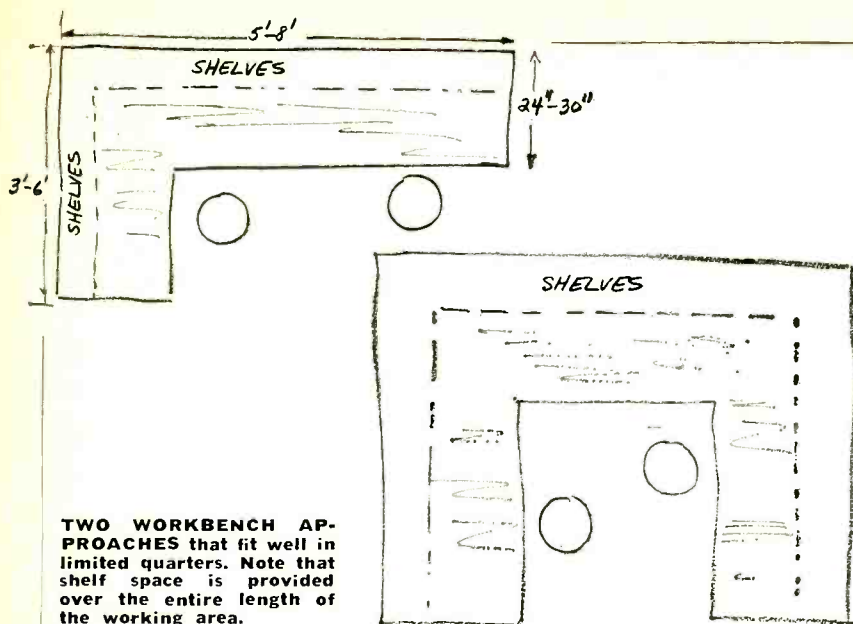 5'-8'
SHELVES
24"-30"
3'-6'
SHELVES
SHELVES
TWO WORKBENCH AP-
PROACHES that fit well in
limited quarters. Note that
shelf space is provided
over the entire length of
the working area.